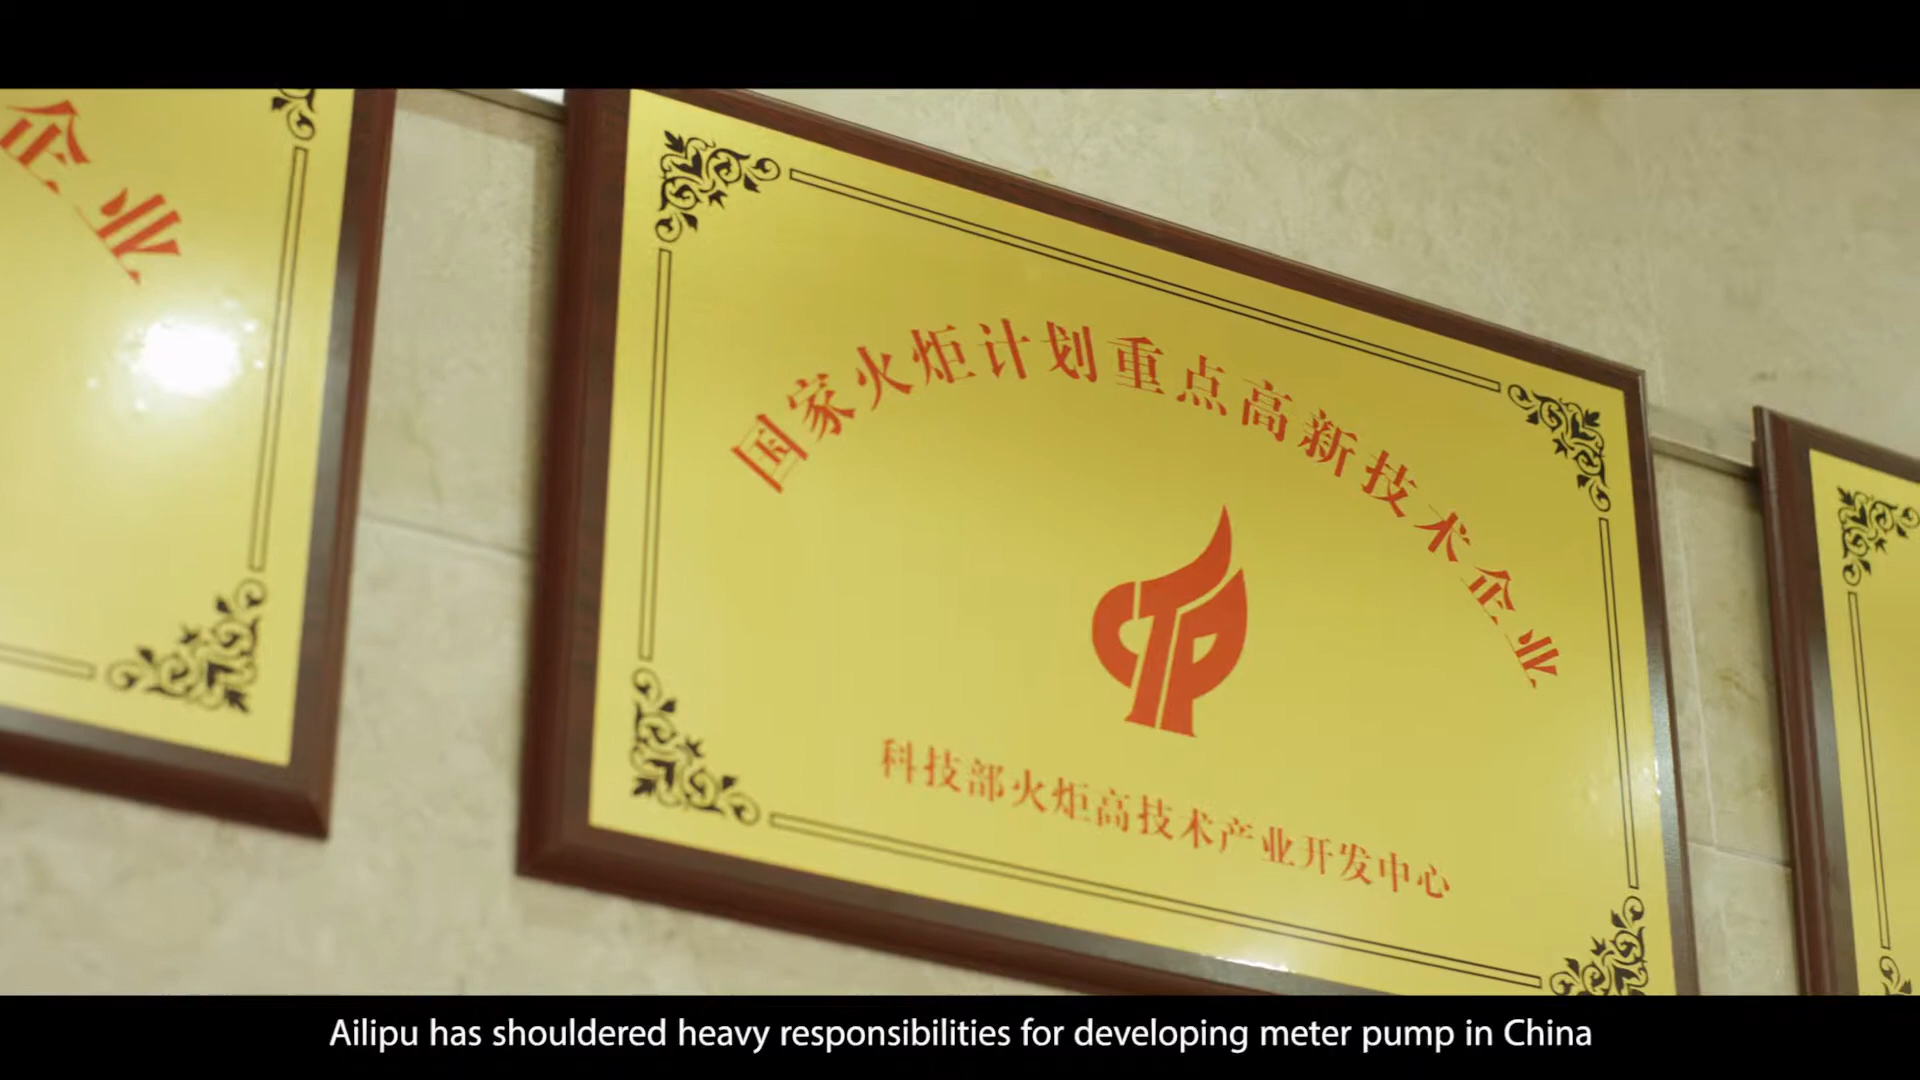 企业
国家火炬计划重点高新技术企业
CTP
科技部火炬高技术产业开发中心
Ailipu has shouldered heavy responsibilities for developing meter pump in China